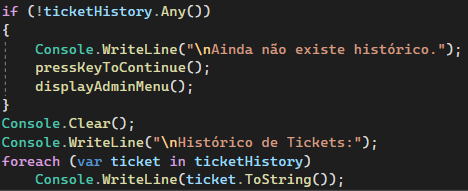 if (!ticketHistory.Any())
{
    Console.WriteLine("\nAinda não existe histórico.");
    pressKeyToContinue();
    displayAdminMenu();
}
Console.Clear();
Console.WriteLine("\nHistórico de Tickets:");
foreach (var ticket in ticketHistory)
    Console.WriteLine(ticket.ToString());